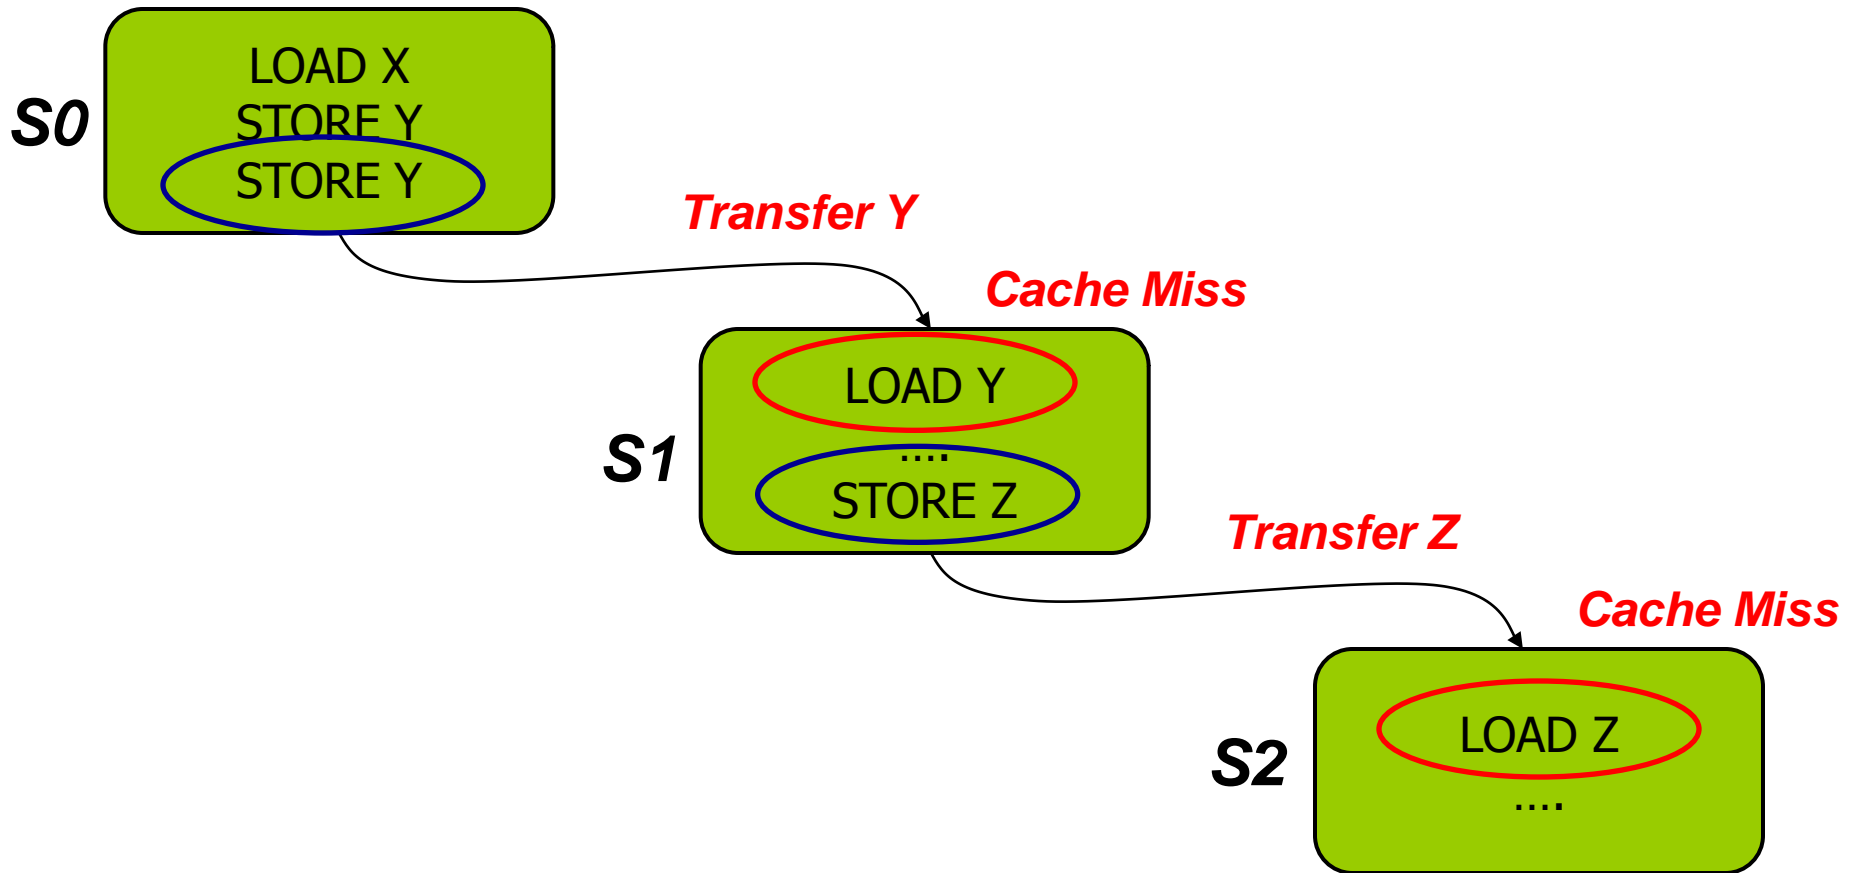 S0
LOAD X
STORE Y
STORE Y
Transfer Y
Cache Miss
S1
LOAD Y
....
STORE Z
Transfer Z
Cache Miss
S2
LOAD Z
....